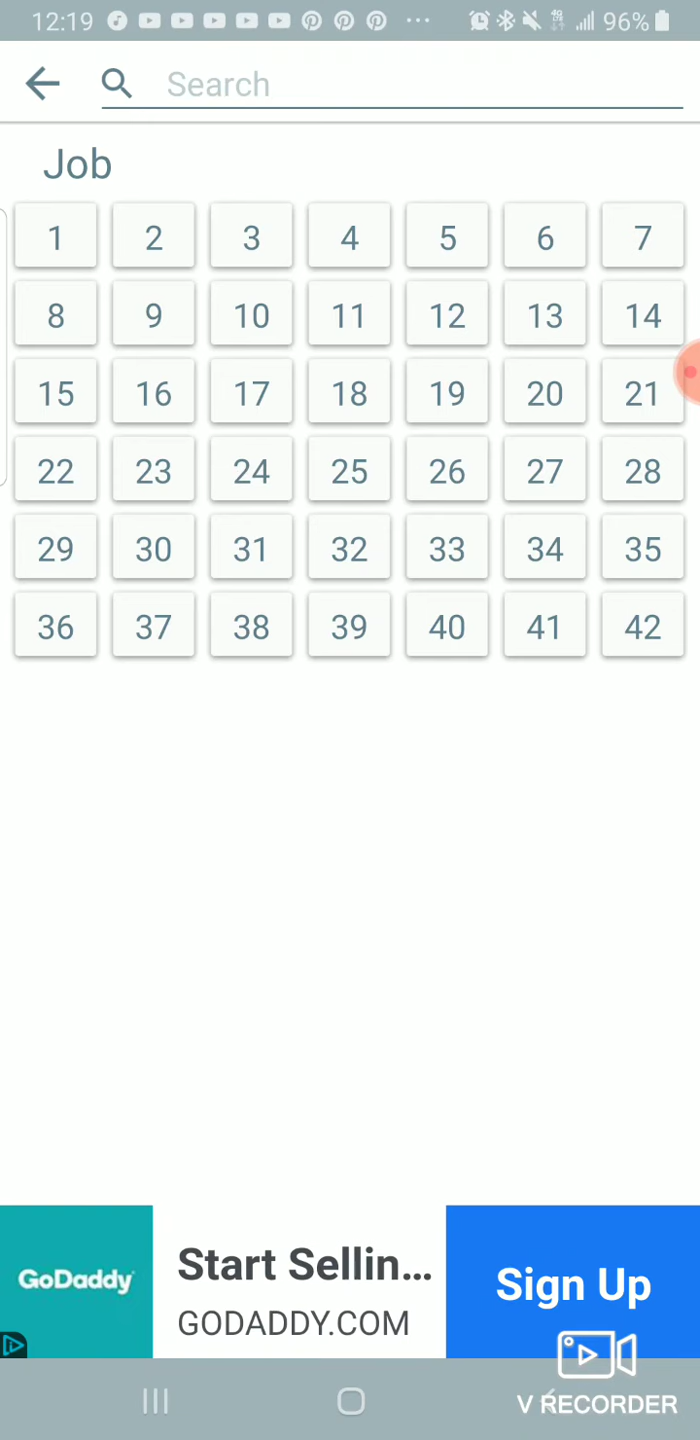 12:19 4G 96%
Search
Job
1 2 3 4 5 6 7
8 9 10 11 12 13 14
15 16 17 18 19 20 21
22 23 24 25 26 27 28
29 30 31 32 33 34 35
36 37 38 39 40 41 42
GoDaddy Start Sellin... Sign Up
GODADDY.COM
V RECORDER